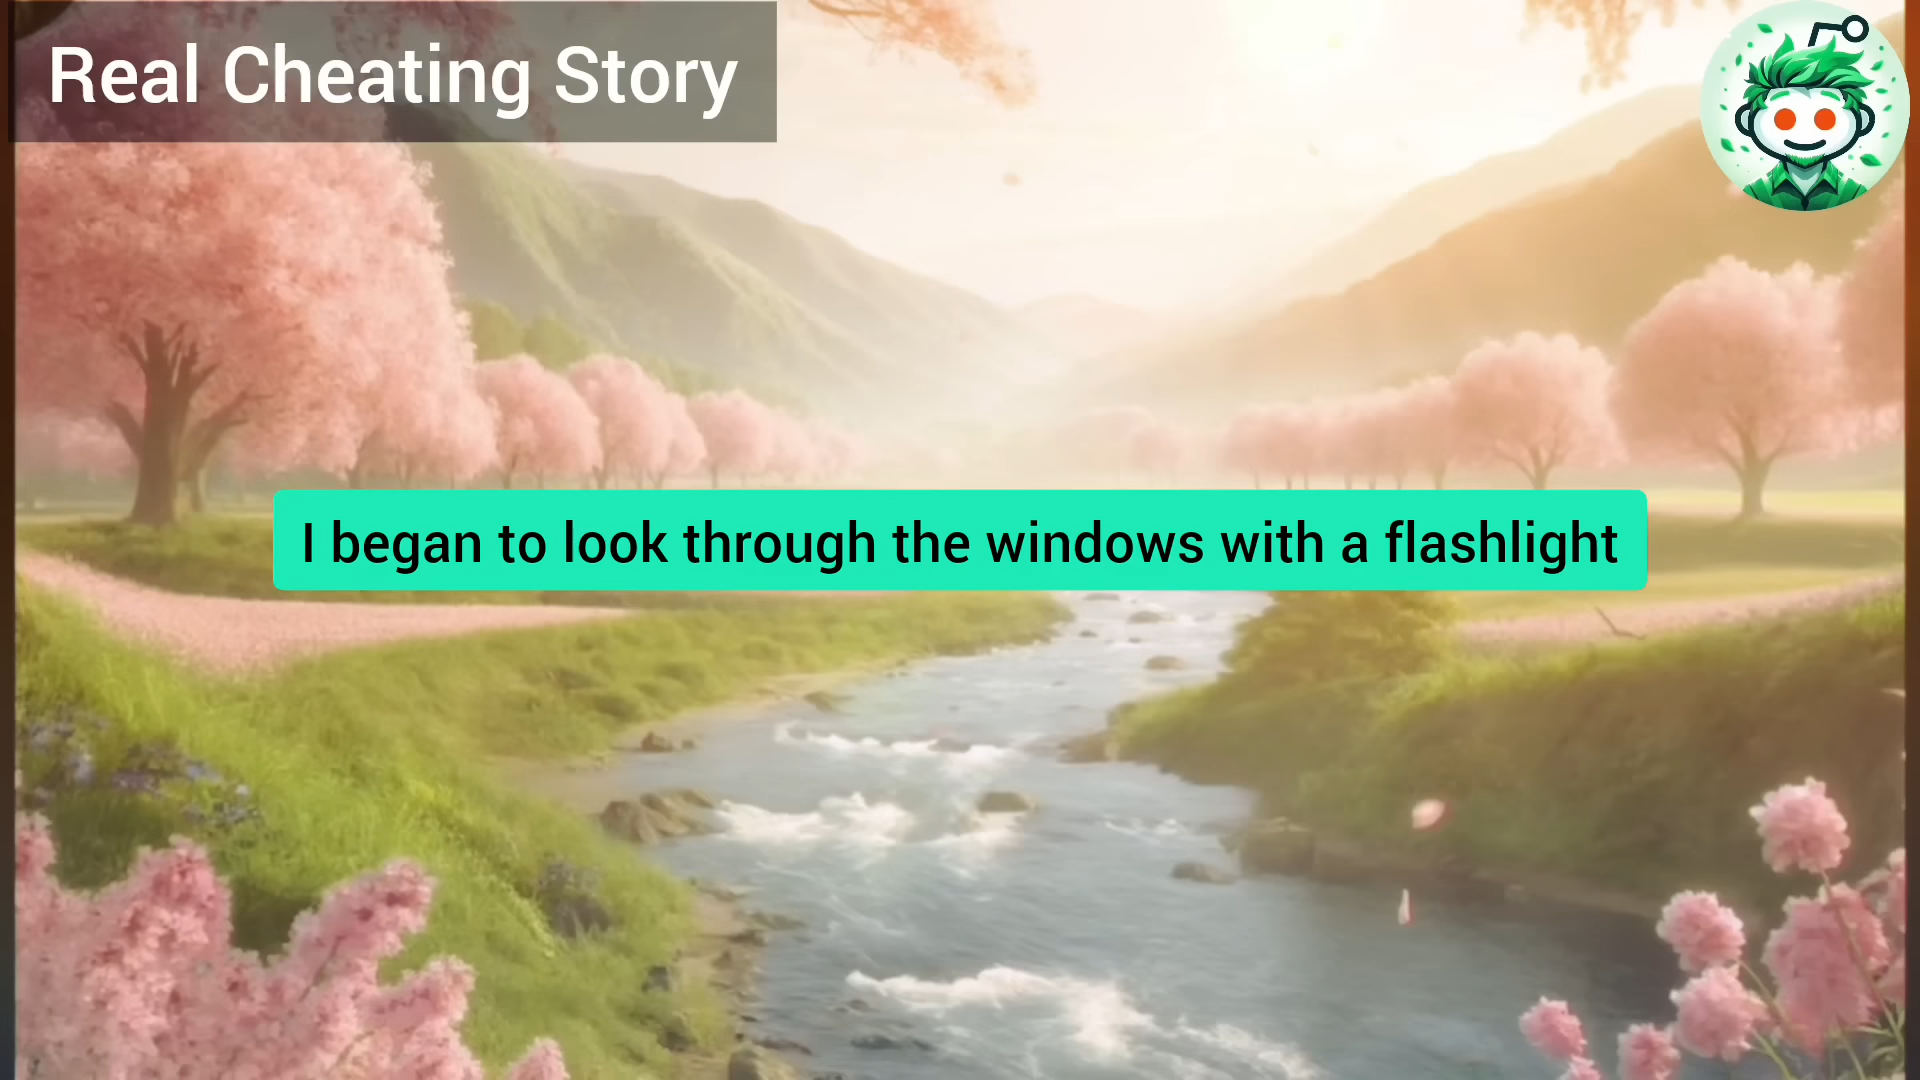 Real Cheating Story
I began to look through the windows with a flashlight